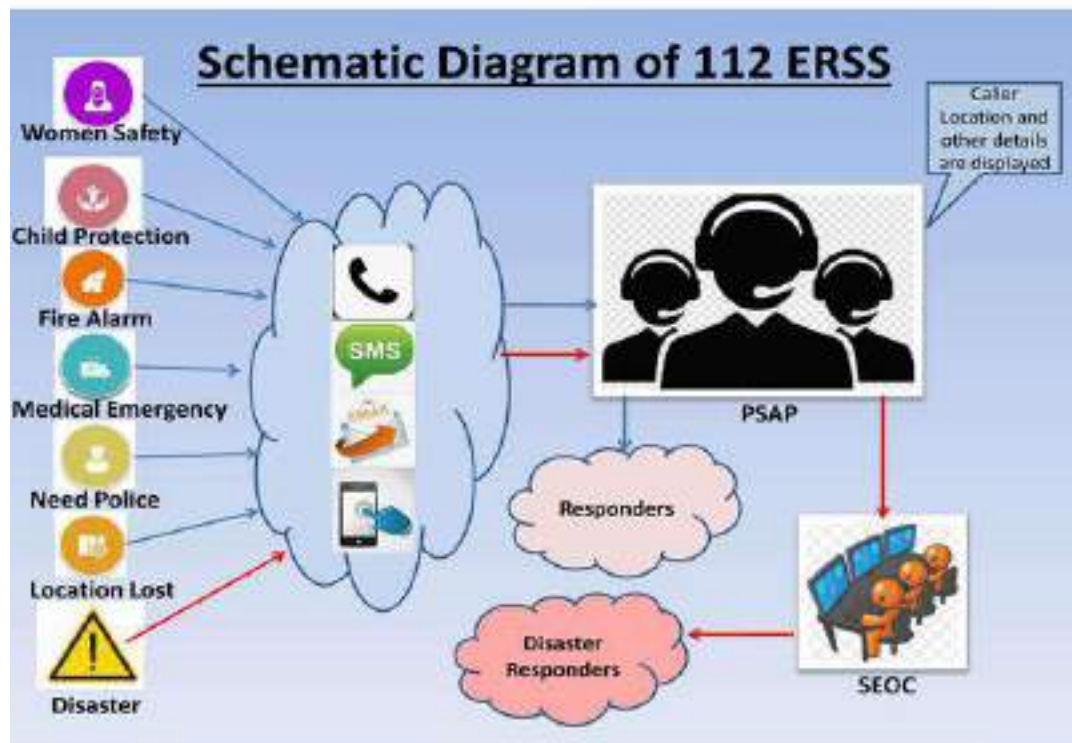 Schematic Diagram of 112 ERSS
Women Safety
Child Protection
Fire Alarm
Medical Emergency
Need Police
Location Lost
Disaster
SMS
EMAIL
Caller
Location and
other details
are displayed
PSAP
Responders
Disaster
Responders
SEOC